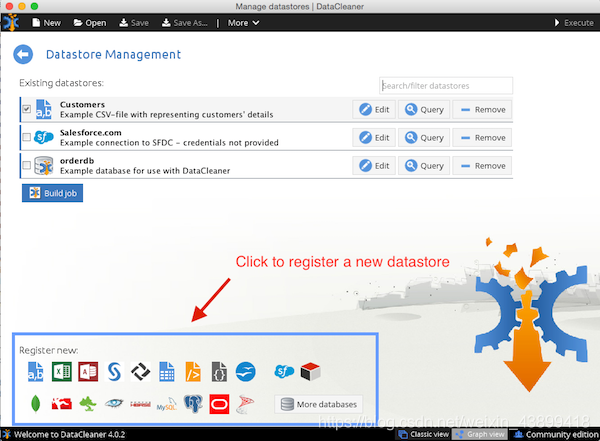 Manage datastores | DataCleaner
New Open Save Save As... | More Execute
Datastore Management
Existing datastores:
Search/filter datastores
Customers
Example CSV-file with representing customers' details
Edit Query Remove
Salesforce.com
Example connection to SFDC - credentials not provided
Edit Query Remove
orderdb
Example database for use with DataCleaner
Edit Query Remove
Build job
Click to register a new datastore
Register new:
MySQL
More databases
https://blog.csdn.net/weixin_43899418
Welcome to DataCleaner 4.0.2
Classic view Graph view Community edition